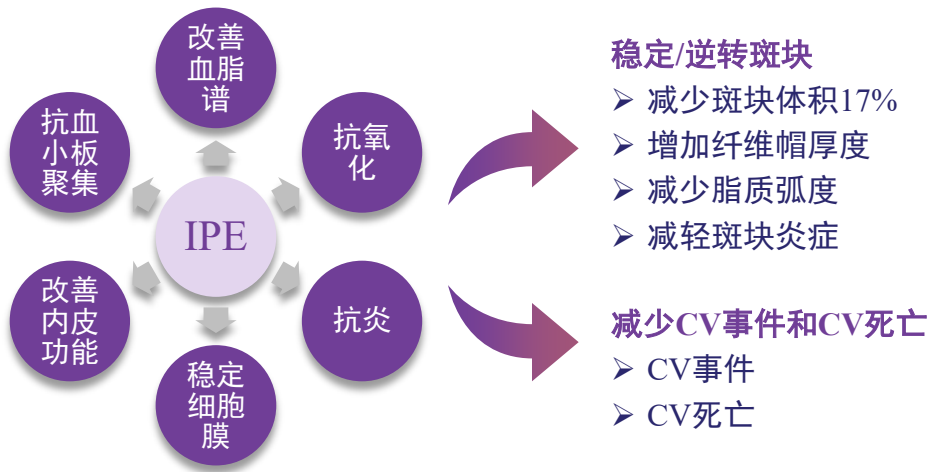 改善
血脂
谱
抗血
小板
聚集
抗氧
化
IPE
改善
内皮
功能
抗炎
稳定
细胞
膜
稳定/逆转斑块
➢ 减少斑块体积17%
➢ 增加纤维帽厚度
➢ 减少脂质弧度
➢ 减轻斑块炎症
减少CV事件和CV死亡
➢ CV事件
➢ CV死亡